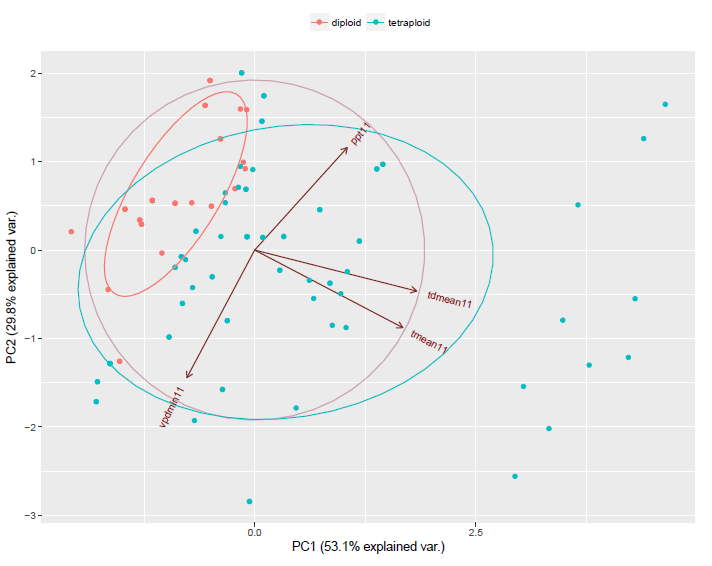 diploid tetraploid
2
1
0
−1
−2
−3
PC2 (29.8% explained var.)
ppt11
tdmean11
tmean11
vpdmin11
0.0 2.5
PC1 (53.1% explained var.)